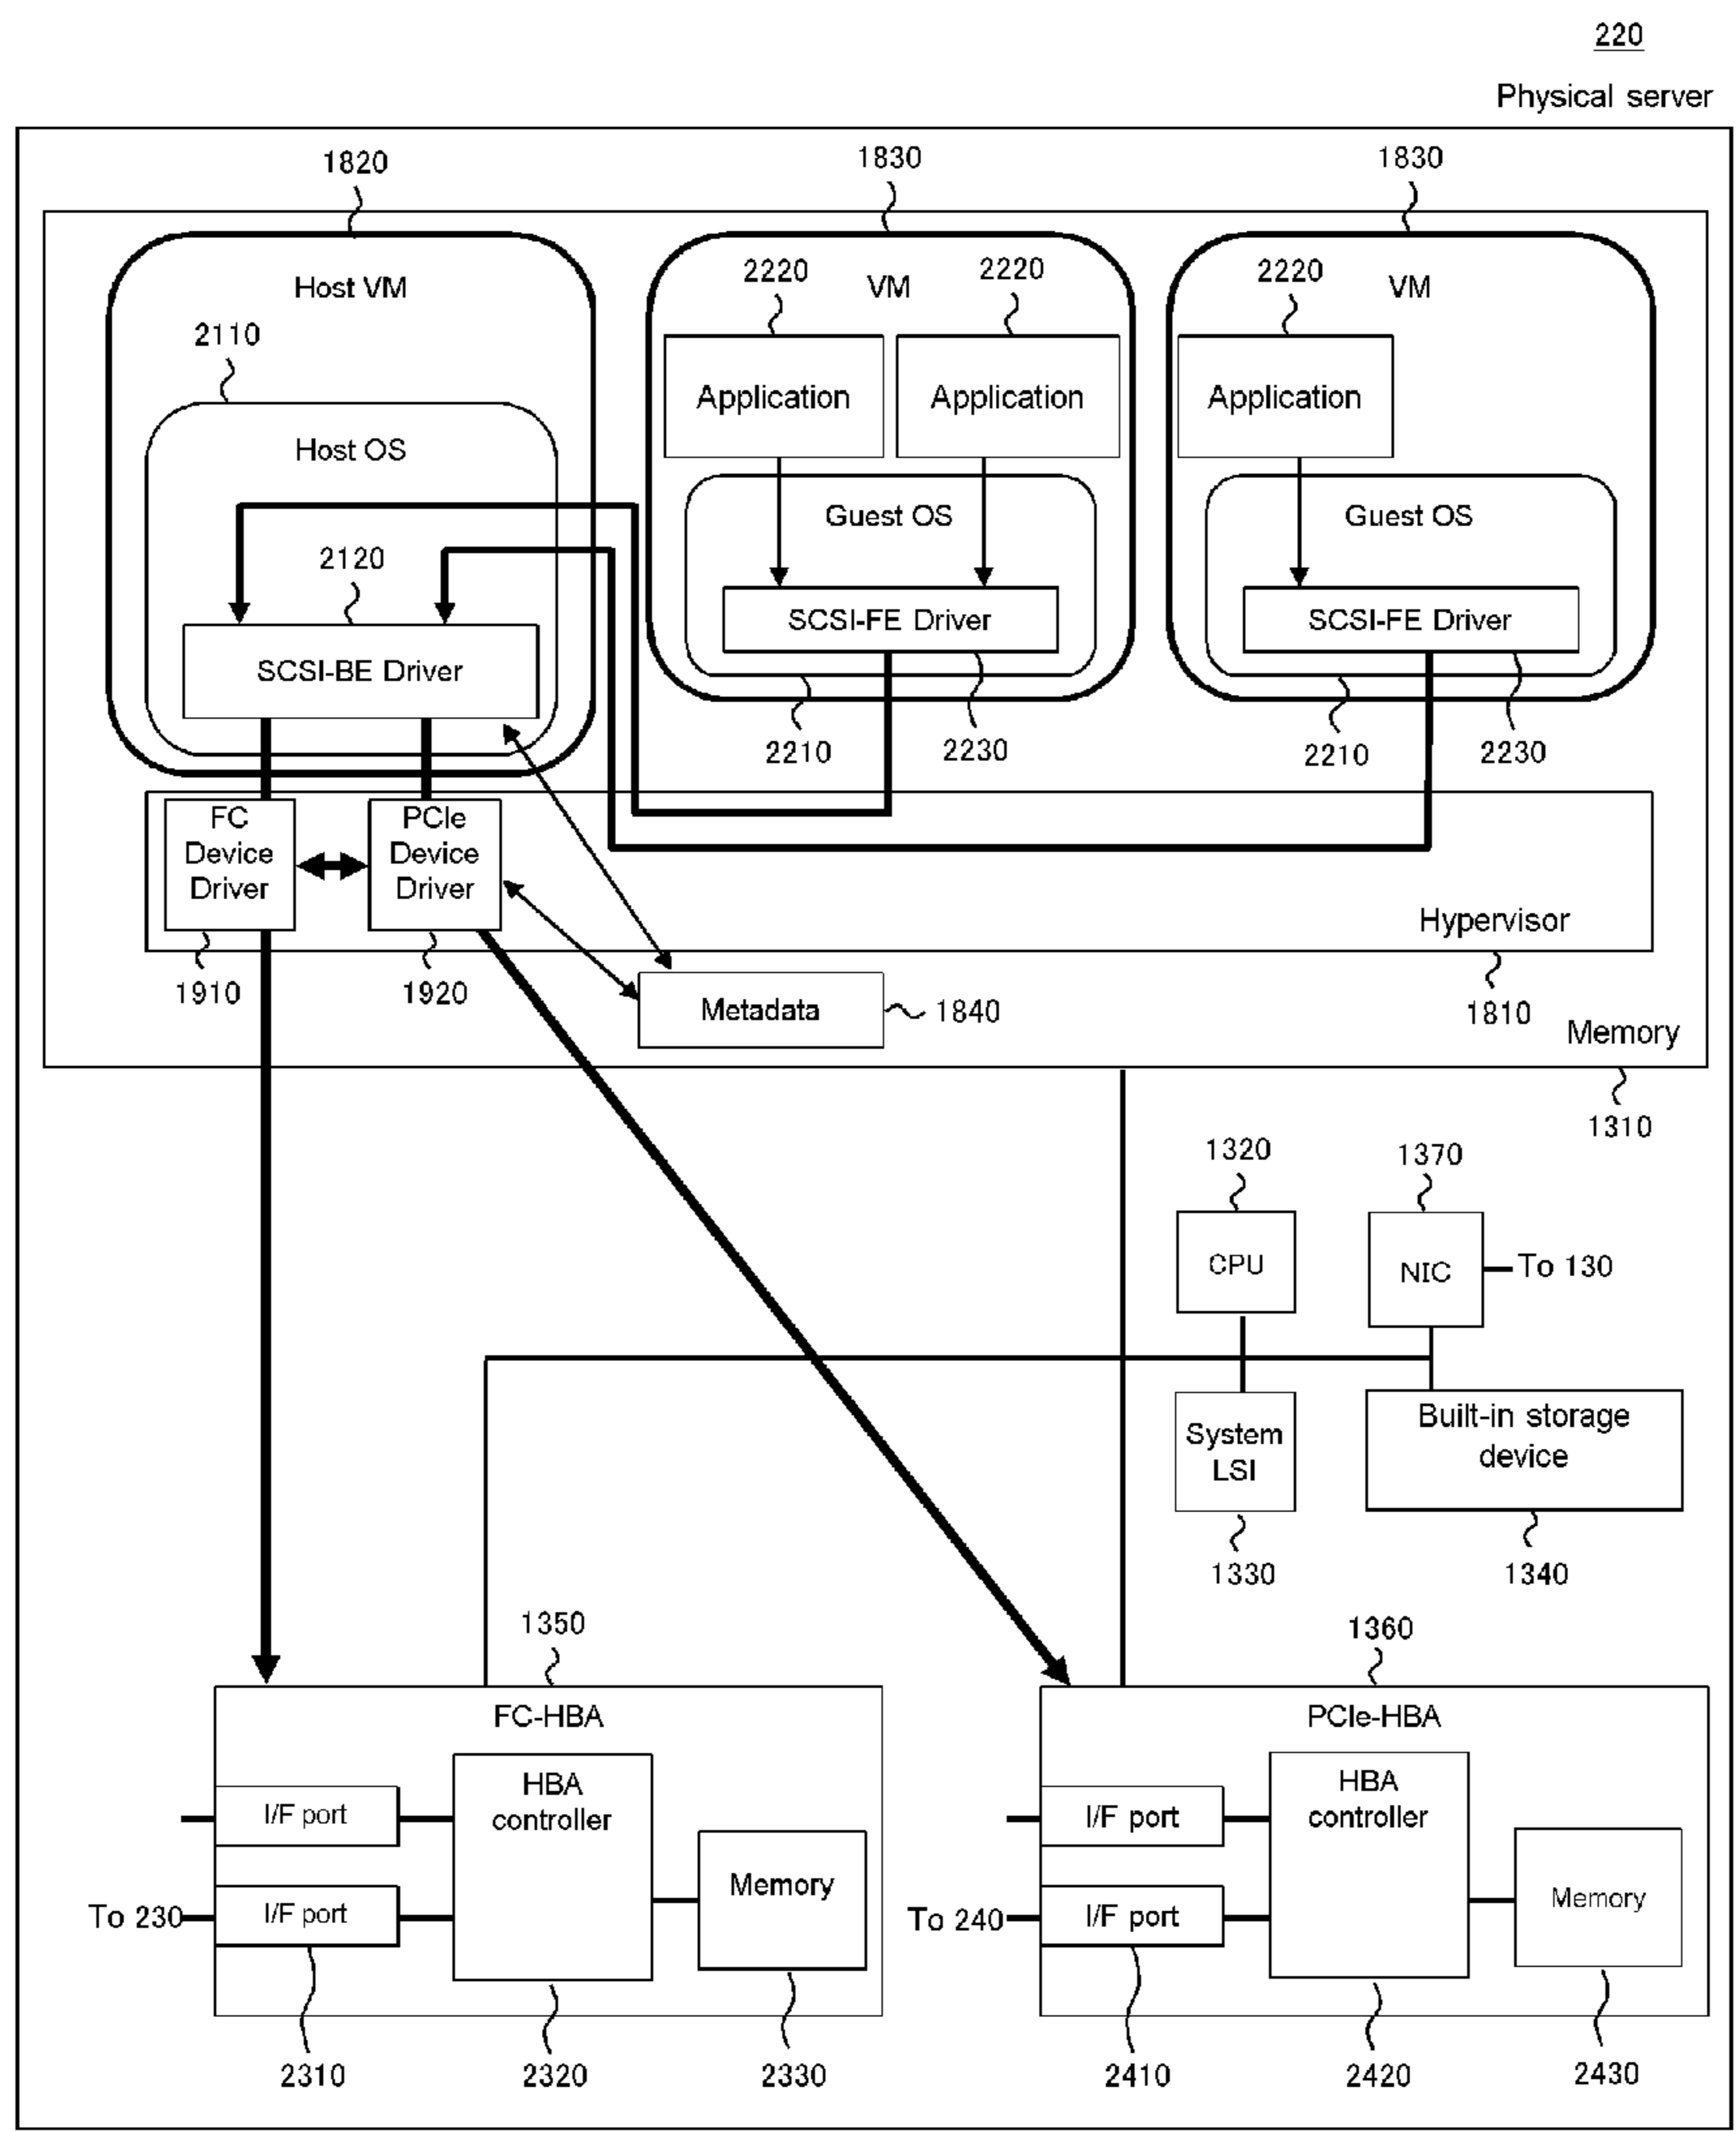 220
Physical server
1820
1830
1830
Host VM
2220
VM
2220
2220
VM
2110
Application
Application
Application
Host OS
Guest OS
Guest OS
2120
SCSI-FE Driver
SCSI-FE Driver
SCSI-BE Driver
2210
2230
2210
2230
FC
Device
Driver
PCIe
Device
Driver
Hypervisor
1910
1920
Metadata
1840
1810
Memory
1310
1320
1370
CPU
NIC
To 130
System
LSI
Built-in storage
device
1330
1340
1350
1360
FC-HBA
PCIe-HBA
I/F port
HBA
controller
I/F port
HBA
controller
Memory
Memory
To 230
I/F port
To 240
I/F port
2310
2320
2330
2410
2420
2430